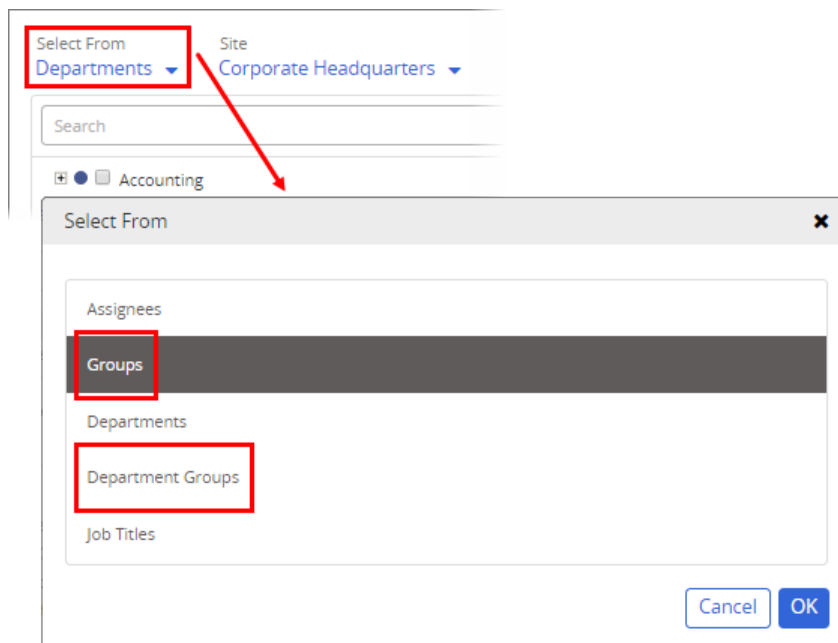 Select From Site
Departments Corporate Headquarters
Search
Accounting
Select From
Assignees
Groups
Departments
Department Groups
Job Titles
Cancel OK